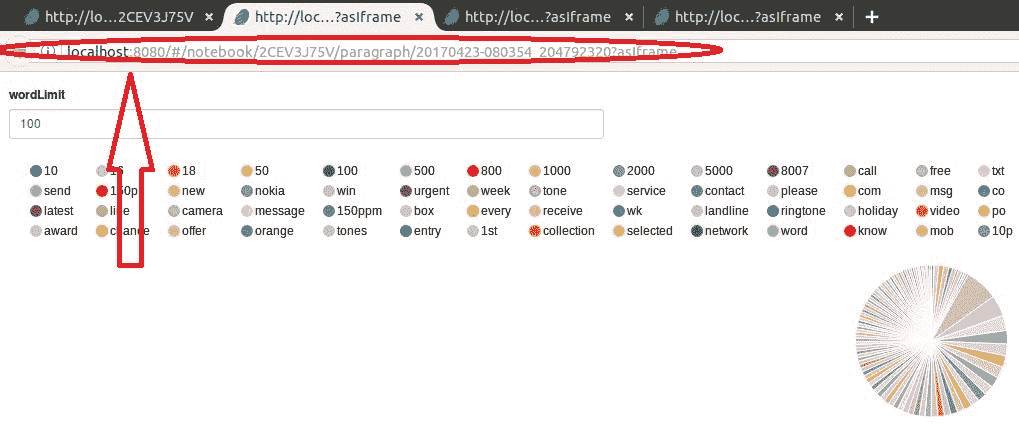 http://lo...2CEV3J75V × http://loc...?asIframe × http://loc...?asIframe × http://loc...?asIframe × +
localhost:8080/#/notebook/2CEV3J75V/paragraph/20170423-080354_204792320?asIframe
wordLimit
100
10 16 18 50 100 500 800 1000 2000 5000 8007 call free txt
send 150p new nokia win urgent week tone service contact please com msg co
latest line camera message 150ppm box every receive wk landline ringtone holiday video po
award chance offer orange tones entry 1st collection selected network word know mob 10p